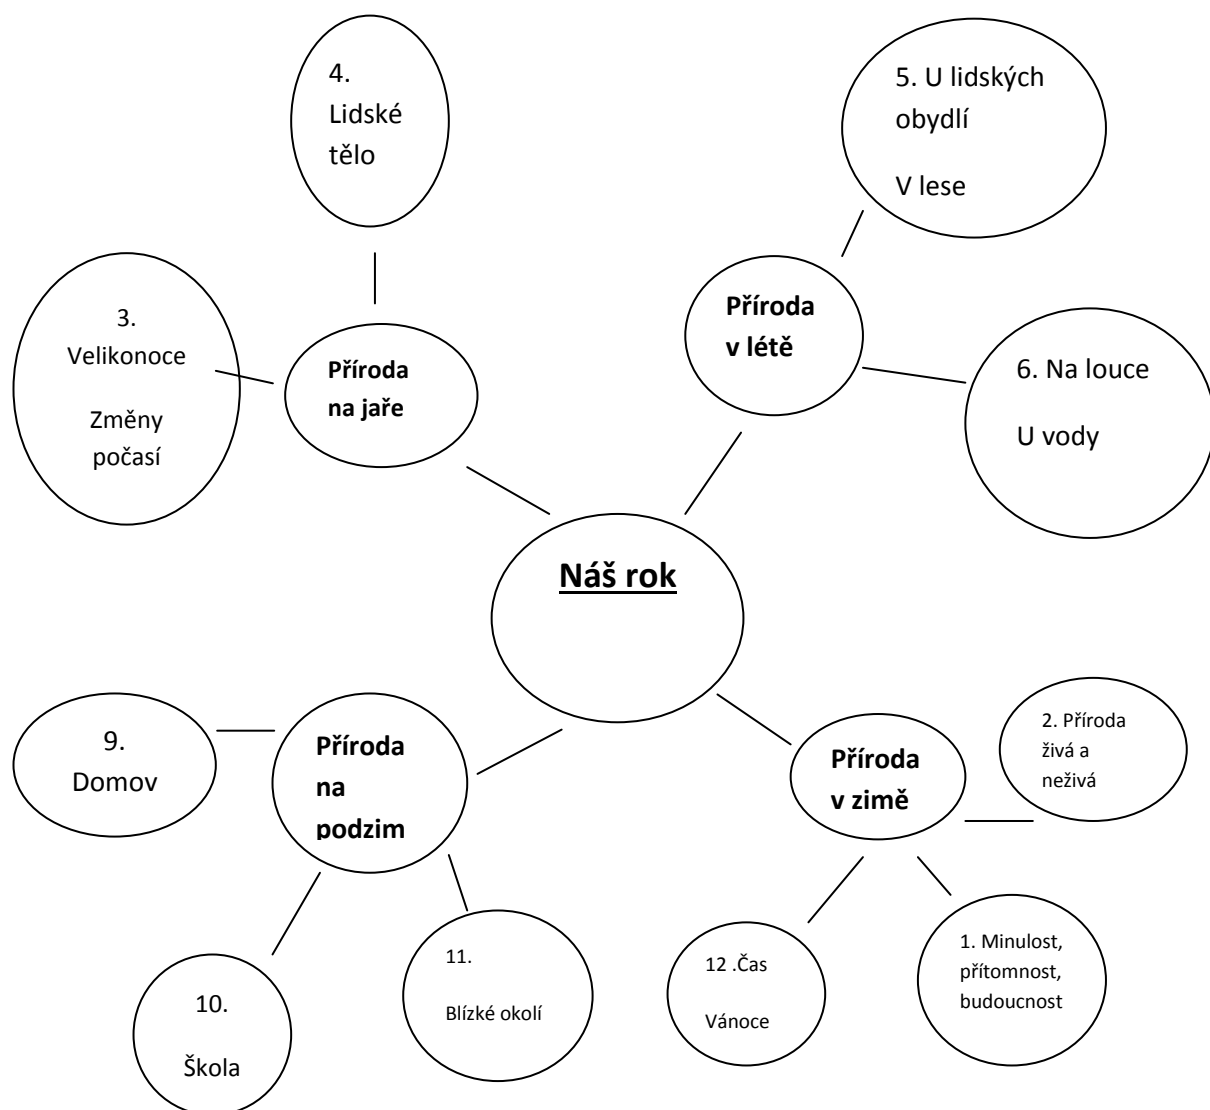 4.
Lidské
tělo
5. U lidských
obydlí
V lese
3.
Velikonoce
Změny
počasí
Příroda
na jaře
Příroda
v létě
6. Na louce
U vody
Náš rok
9.
Domov
Příroda
na
podzim
Příroda
v zimě
2. Příroda
živá a
neživá
10.
Škola
11.
Blízké okolí
12 .Čas
Vánoce
1. Minulost,
přítomnost,
budoucnost